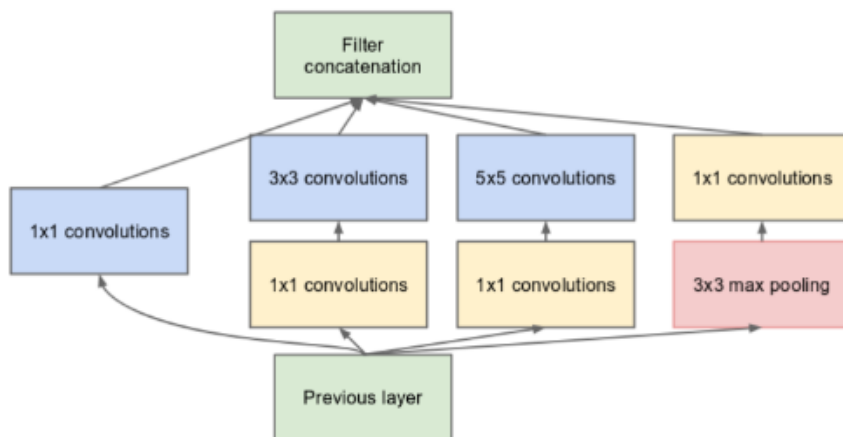 Filter
concatenation
3x3 convolutions
5x5 convolutions
1x1 convolutions
1x1 convolutions
1x1 convolutions
1x1 convolutions
3x3 max pooling
Previous layer